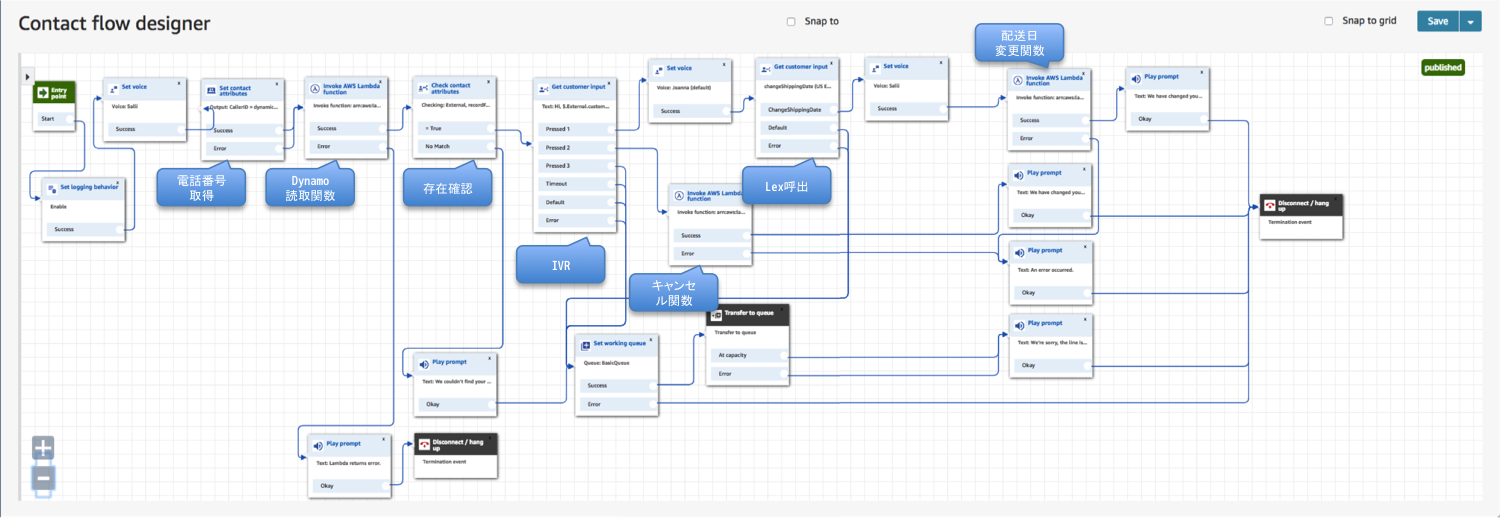 Contact flow designer
Snap to
Snap to grid
Save
published
Entry
point
Start
Set logging behavior
Enable
Success
Set voice
Voice: Salli
Success
Set contact
attributes
Output: CallerID = dynamic...
Success
Error
電話番号
取得
Invoke AWS Lambda
function
Invoke function: arn:aws:la...
Success
Error
Dynamo
読取関数
Check contact
attributes
Checking: External, recordF...
= True
No Match
存在確認
Get customer input
Text: Hi, $.External.custom...
Pressed 1
Pressed 2
Pressed 3
Timeout
Default
Error
IVR
Set voice
Voice: Joanna (default)
Success
Get customer input
changeShippingDate (US E...
ChangeShippingDate
Default
Error
Lex呼出
Set voice
Voice: Salli
Success
配送日
変更関数
Invoke AWS Lambda
function
Invoke function: arn:aws:la...
Success
Error
Play prompt
Text: We have changed you...
Okay
Invoke AWS Lambda
function
Invoke function: arn:aws:la...
Success
Error
キャンセ
ル関数
Play prompt
Text: We have changed you...
Okay
Play prompt
Text: An error occurred.
Okay
Play prompt
Text: We're sorry, the line is...
Okay
Disconnect / hang
up
Termination event
Transfer to queue
Transfer to queue
At capacity
Error
Set working queue
Queue: BasicQueue
Success
Error
Play prompt
Text: We couldn't find your ...
Okay
Play prompt
Text: Lambda returns error.
Okay
Disconnect / hang
up
Termination event